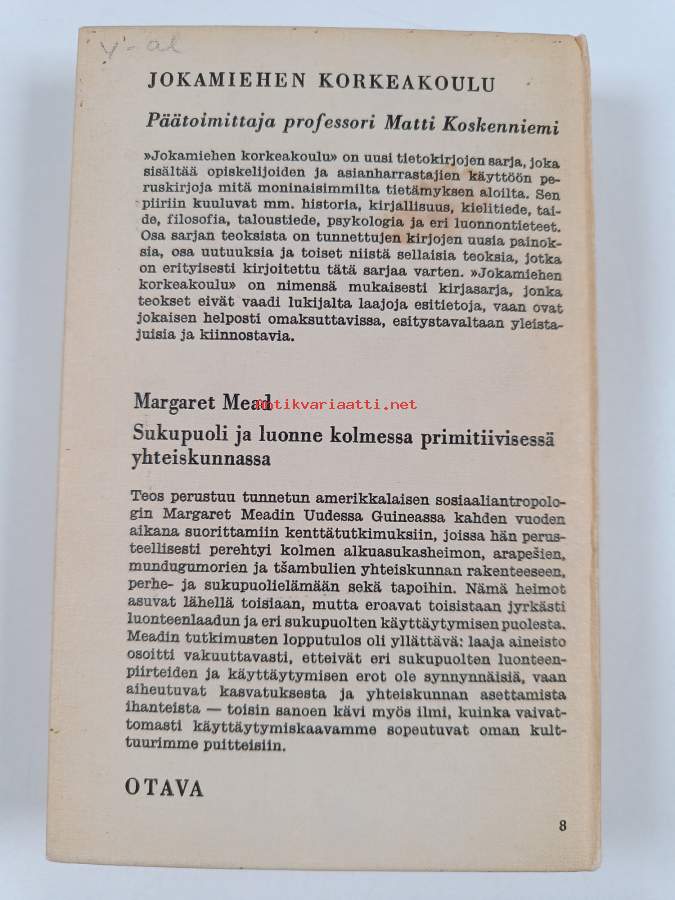 y - al
JOKAMIEHEN KORKEAKOULU
Päätoimittaja professori Matti Koskenniemi
»Jokamiehen korkeakoulu» on uusi tietokirjojen sarja, joka
sisältää opiskelijoiden ja asianharrastajien käyttöön pe-
ruskirjoja mitä moninaisimmilta tietämyksen aloilta. Sen
piiriin kuuluvat mm. historia, kirjallisuus, kielitiede, tai-
de, filosofia, taloustiede, psykologia ja eri luonnontieteet.
Osa sarjan teoksista on tunnettujen kirjojen uusia painok-
sia, osa uutuuksia ja toiset niistä sellaisia teoksia, jotka
on erityisesti kirjoitettu tätä sarjaa varten. »Jokamiehen
korkeakoulu» on nimensä mukaisesti kirjasarja, jonka
teokset eivät vaadi lukijalta laajoja esitietoja, vaan ovat
jokaisen helposti omaksuttavissa, esitystavaltaan yleista-
juisia ja kiinnostavia.
Margaret Mead
Antikvariaatti.net
Sukupuoli ja luonne kolmessa primitiivisessä
yhteiskunnassa
Teos perustuu tunnetun amerikkalaisen sosiaaliantropolo-
gin Margaret Meadin Uudessa Guineassa kahden vuoden
aikana suorittamiin kenttätutkimuksiin, joissa hän perus-
teellisesti perehtyi kolmen alkuasukasheimon, arapešien,
mundugumorien ja tšambulien yhteiskunnan rakenteeseen,
perhe- ja sukupuolielämään sekä tapoihin. Nämä heimot
asuvat lähellä toisiaan, mutta eroavat toisistaan jyrkästi
luonteenlaadun ja eri sukupuolten käyttäytymisen puolesta.
Meadin tutkimusten lopputulos oli yllättävä: laaja aineisto
osoitti vakuuttavasti, etteivät eri sukupuolten luonteen-
piirteiden ja käyttäytymisen erot ole synnynnäisiä, vaan
aiheutuvat kasvatuksesta ja yhteiskunnan asettamista
ihanteista — toisin sanoen kävi myös ilmi, kuinka vaivat-
tomasti käyttäytymiskaavamme sopeutuvat oman kult-
tuurimme puitteisiin.
OTAVA
8